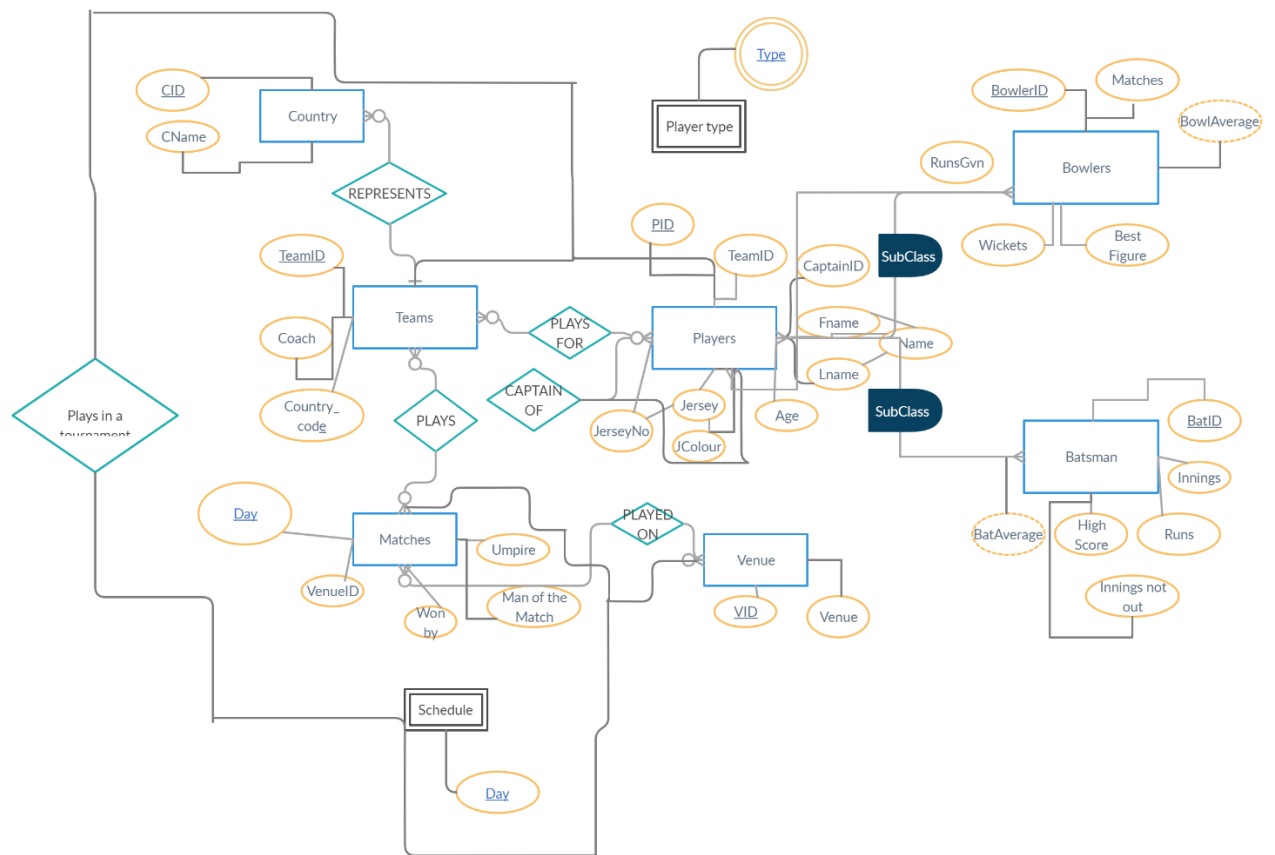 Type
CID
Matches
BowlerID
Country
BowlAverage
Player type
CName
RunsGvn
Bowlers
REPRESENTS
PID
Wickets
Best
Figure
TeamID
TeamID
CaptainID
SubClass
Teams
PLAYS
FOR
Players
Fname
Name
Coach
Lname
CAPTAIN
OF
Jersey
SubClass
Plays in a
tournament
Country_
code
PLAYS
JerseyNo
Age
BatID
JColour
Batsman
Innings
Day
PLAYED
ON
Matches
Umpire
BatAverage
High
Score
Runs
Venue
VenueID
Man of the
Match
Won
by
VID
Venue
Innings not
out
Schedule
Day